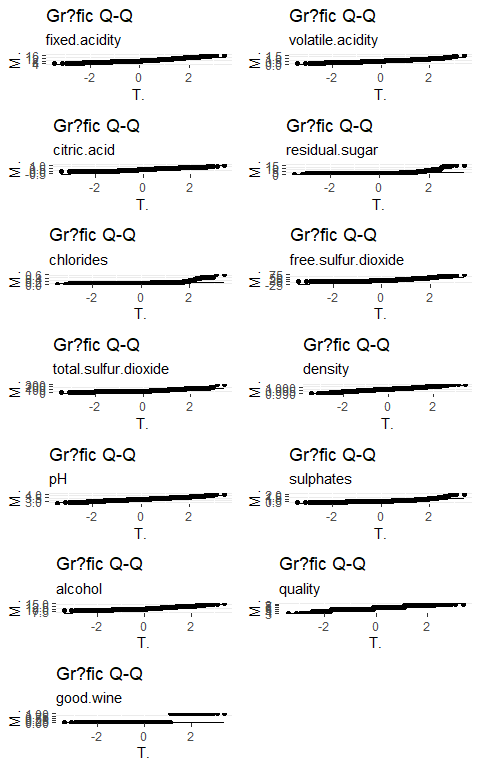 Gr?fic Q-Q
fixed.acidity
M.
-2 0 2
T.
Gr?fic Q-Q
volatile.acidity
M.
-2 0 2
T.
Gr?fic Q-Q
citric.acid
M.
-2 0 2
T.
Gr?fic Q-Q
residual.sugar
M.
-2 0 2
T.
Gr?fic Q-Q
chlorides
M.
-2 0 2
T.
Gr?fic Q-Q
free.sulfur.dioxide
M.
-2 0 2
T.
Gr?fic Q-Q
total.sulfur.dioxide
M.
-2 0 2
T.
Gr?fic Q-Q
density
M.
-2 0 2
T.
Gr?fic Q-Q
pH
M.
-2 0 2
T.
Gr?fic Q-Q
sulphates
M.
-2 0 2
T.
Gr?fic Q-Q
alcohol
M.
-2 0 2
T.
Gr?fic Q-Q
quality
M.
-2 0 2
T.
Gr?fic Q-Q
good.wine
M.
-2 0 2
T.